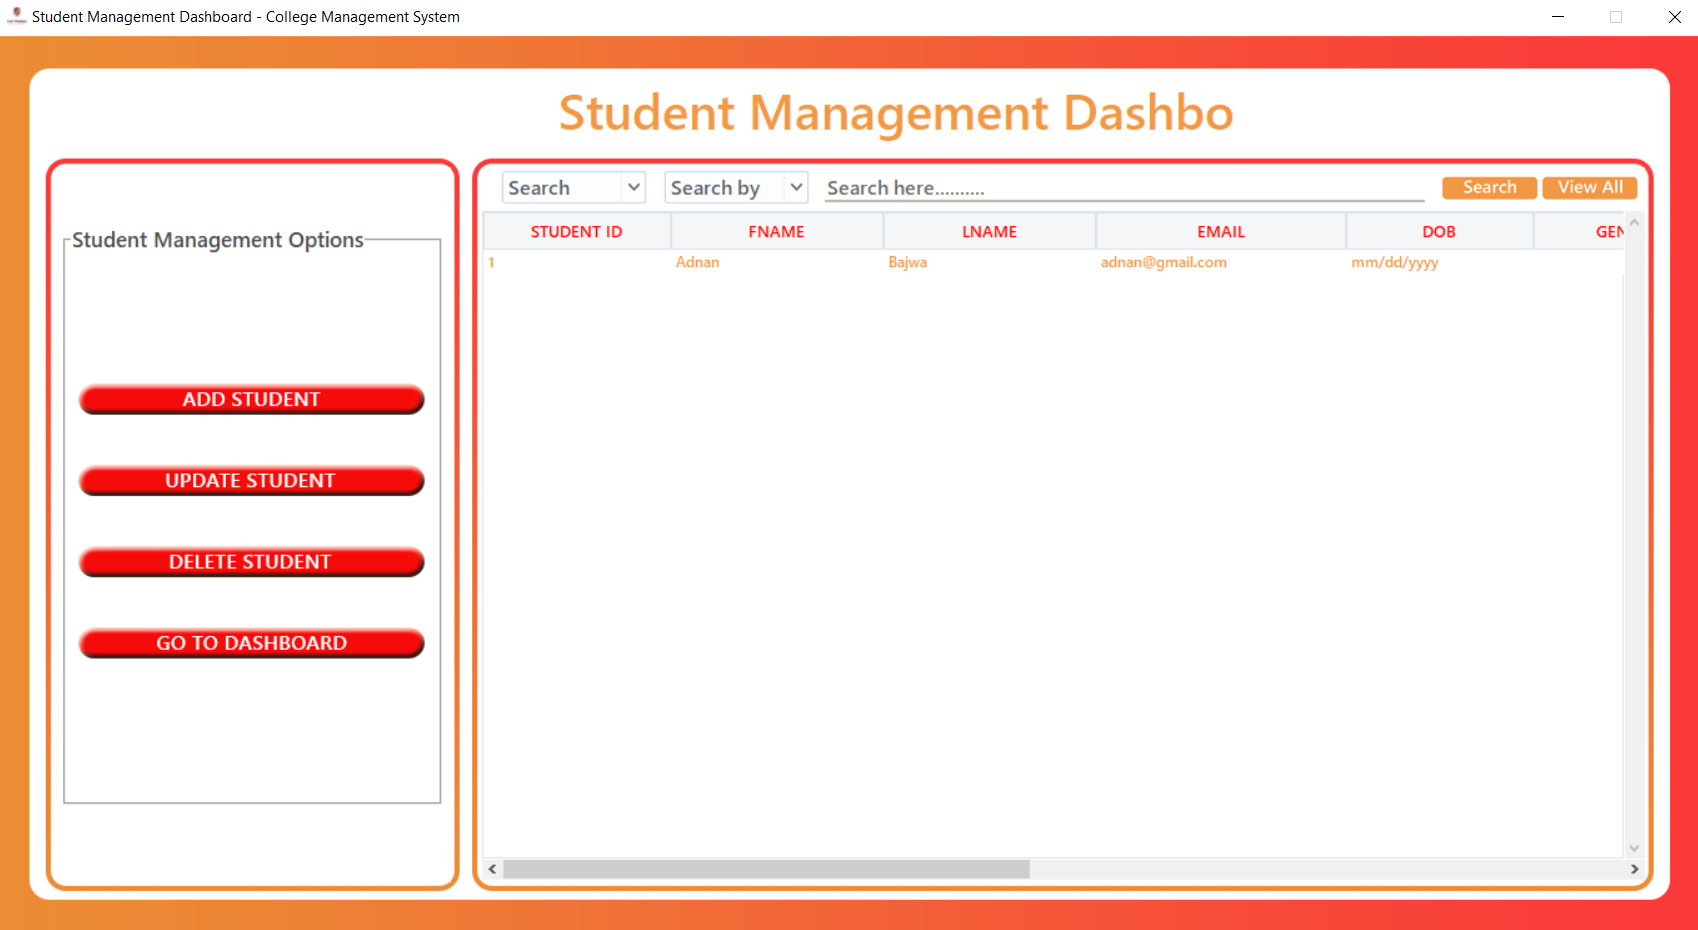 Student Management Dashboard - College Management System
Student Management Dashbo
Student Management Options
ADD STUDENT
UPDATE STUDENT
DELETE STUDENT
GO TO DASHBOARD
Search Search by Search here.......... Search View All
STUDENT ID FNAME LNAME EMAIL DOB GEN
1 Adnan Bajwa adnan@gmail.com mm/dd/yyyy